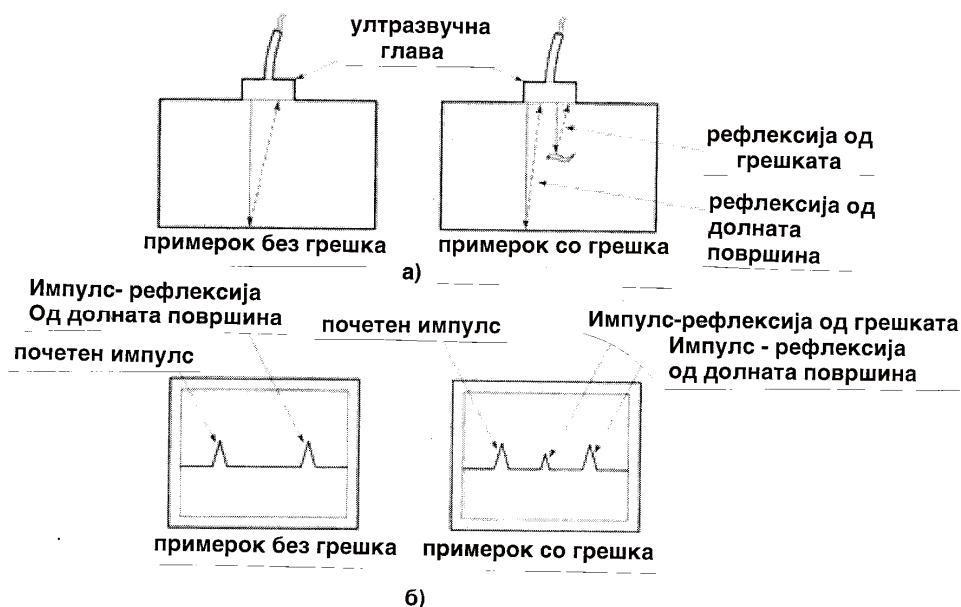 ултразвучна
глава
рефлексија од
грешката
рефлексија од
долната
површина
примерок без грешка
примерок со грешка
а)
Импулс- рефлексија
Од долната површина
почетен импулс
почетен импулс
Импулс-рефлексија од грешката
Импулс - рефлексија
од долната површина
примерок без грешка
примерок со грешка
б)